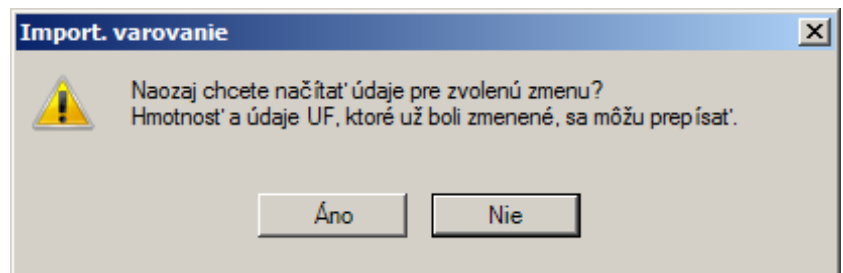 Import. varovanie
Naozaj chcete načítať údaje pre zvolenú zmenu?
Hmotnosť a údaje UF, ktoré už boli zmenené, sa môžu prepísať.
Áno
Nie